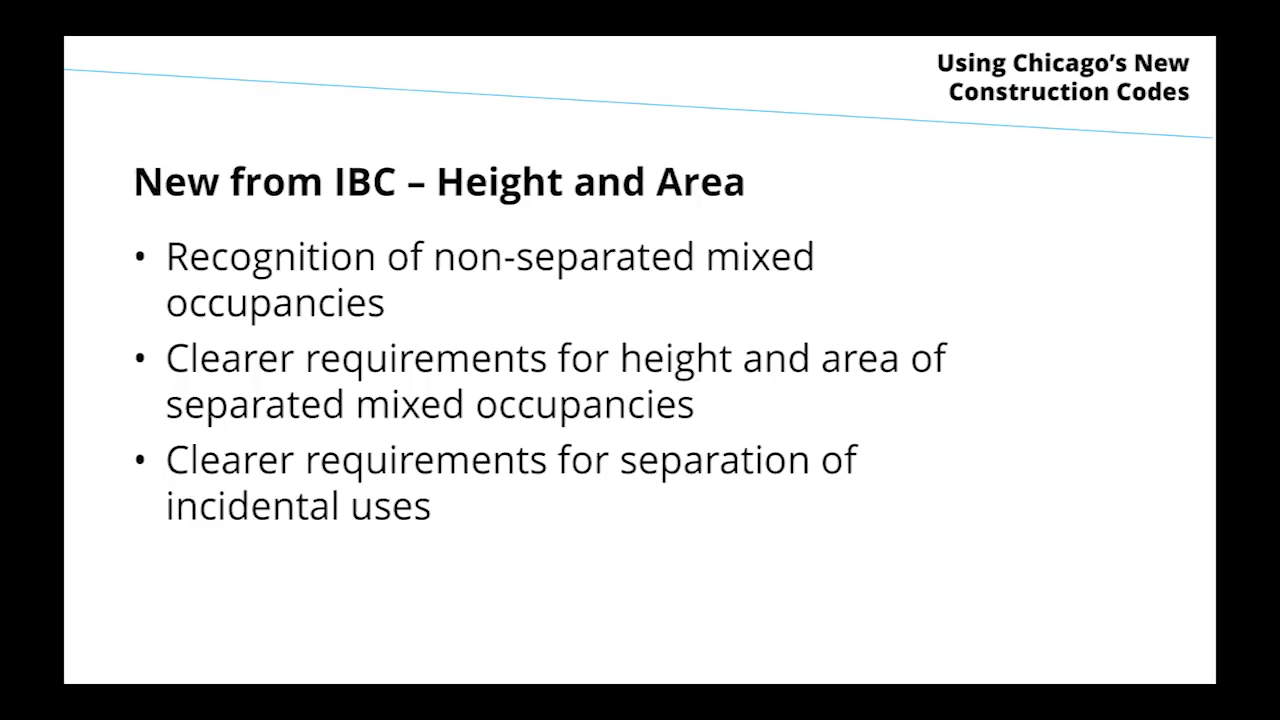 Using Chicago’s New
Construction Codes
New from IBC – Height and Area
• Recognition of non-separated mixed
occupancies
• Clearer requirements for height and area of
separated mixed occupancies
• Clearer requirements for separation of
incidental uses